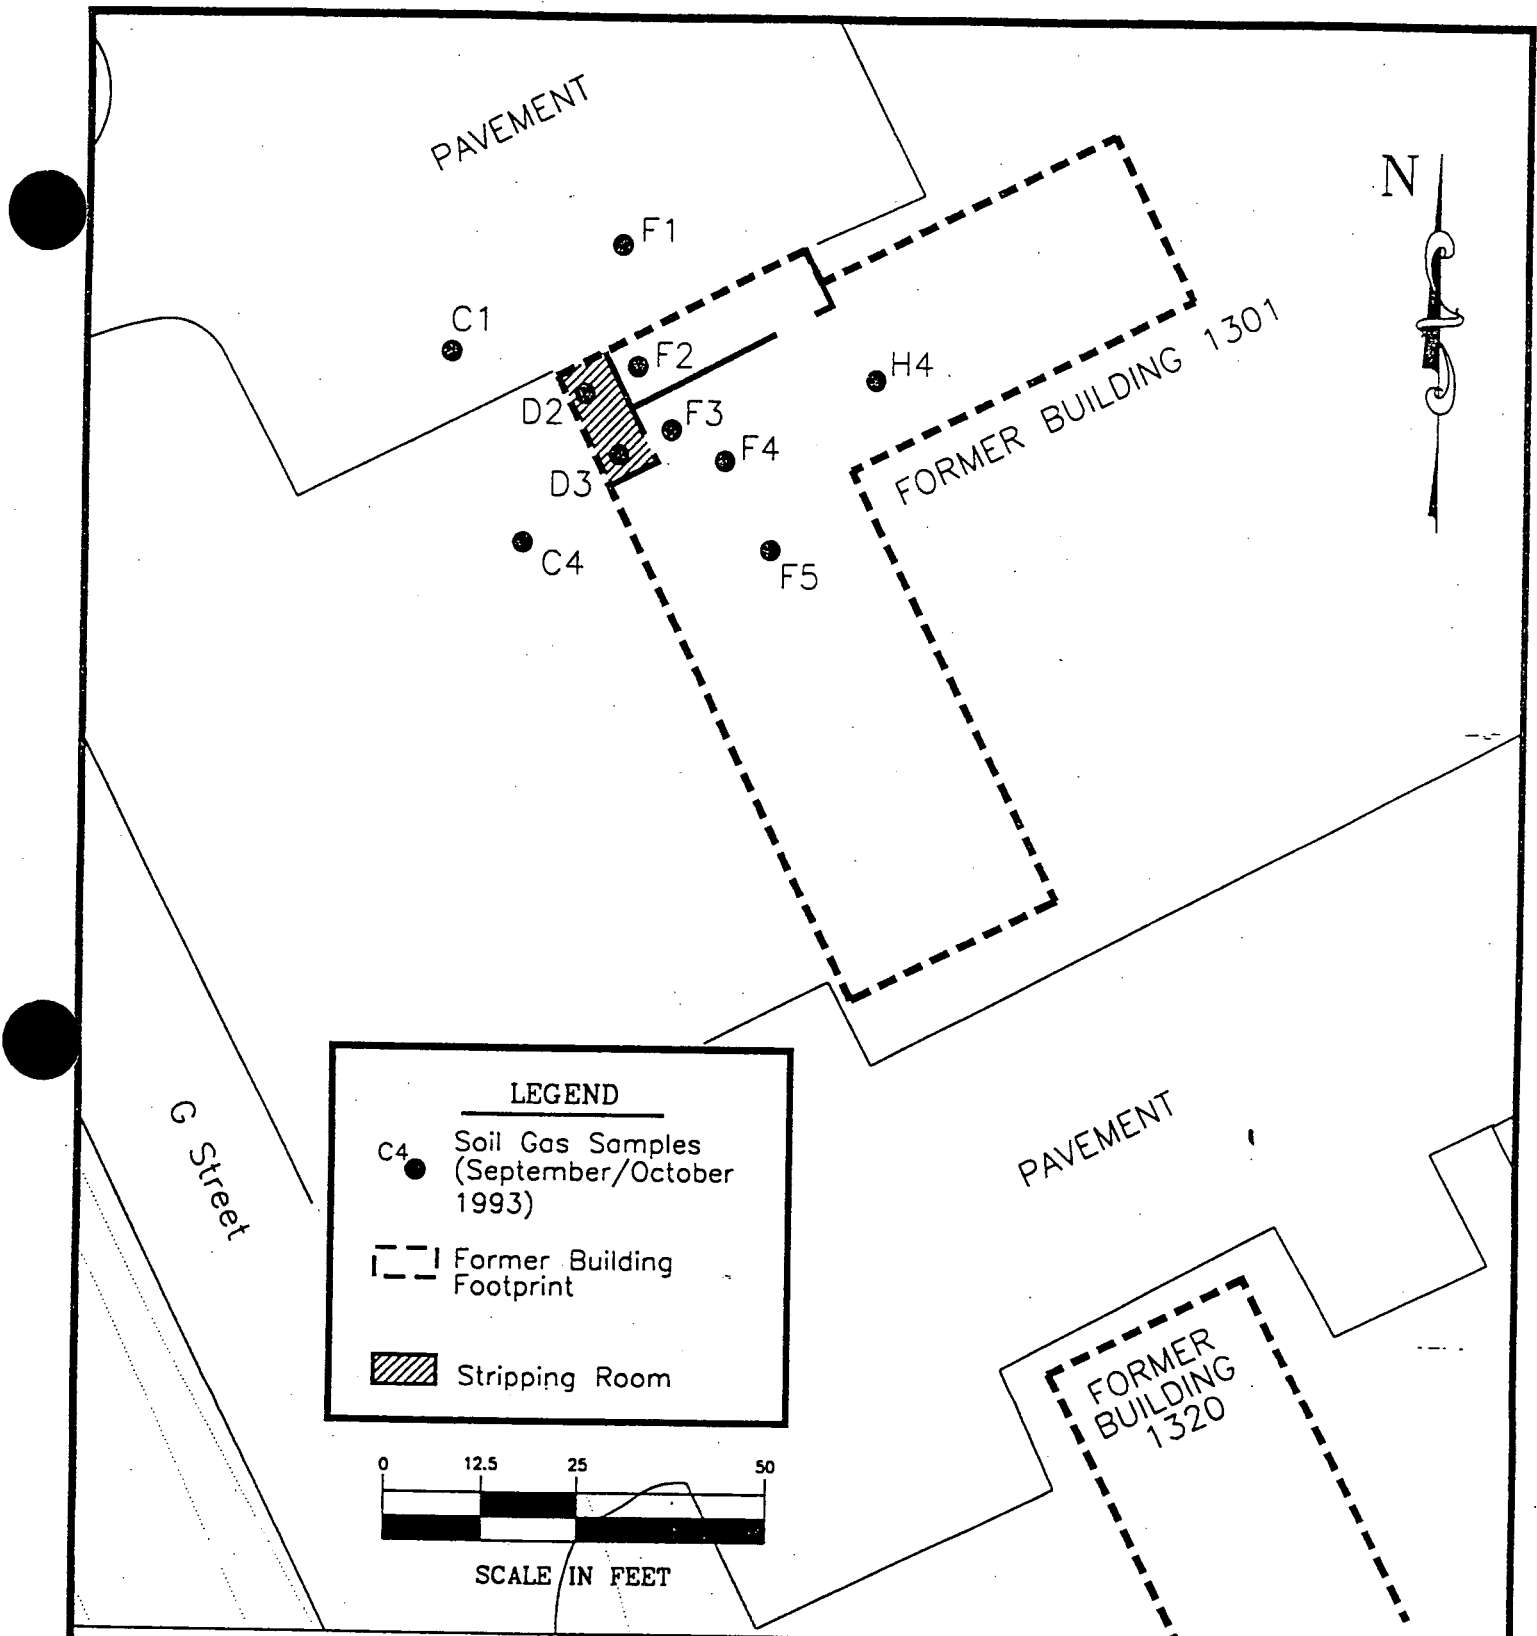 PAVEMENT
N
F1
C1
F2
H4
D2
F3
F4
D3
FORMER BUILDING 1301
C4
F5
LEGEND
C4
Soil Gas Samples
(September/October
1993)
Former Building
Footprint
Stripping Room
G Street
PAVEMENT
FORMER
BUILDING
1320
0 12.5 25 50
SCALE IN FEET